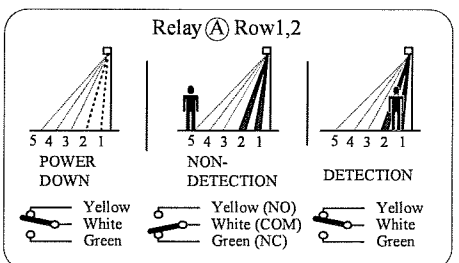 Relay Ⓐ Row1,2
5 4 3 2 1
5 4 3 2 1
5 4 3 2 1
POWER DOWN
NON-DETECTION
DETECTION
Yellow
White
Green
Yellow (NO)
White (COM)
Green (NC)
Yellow
White
Green